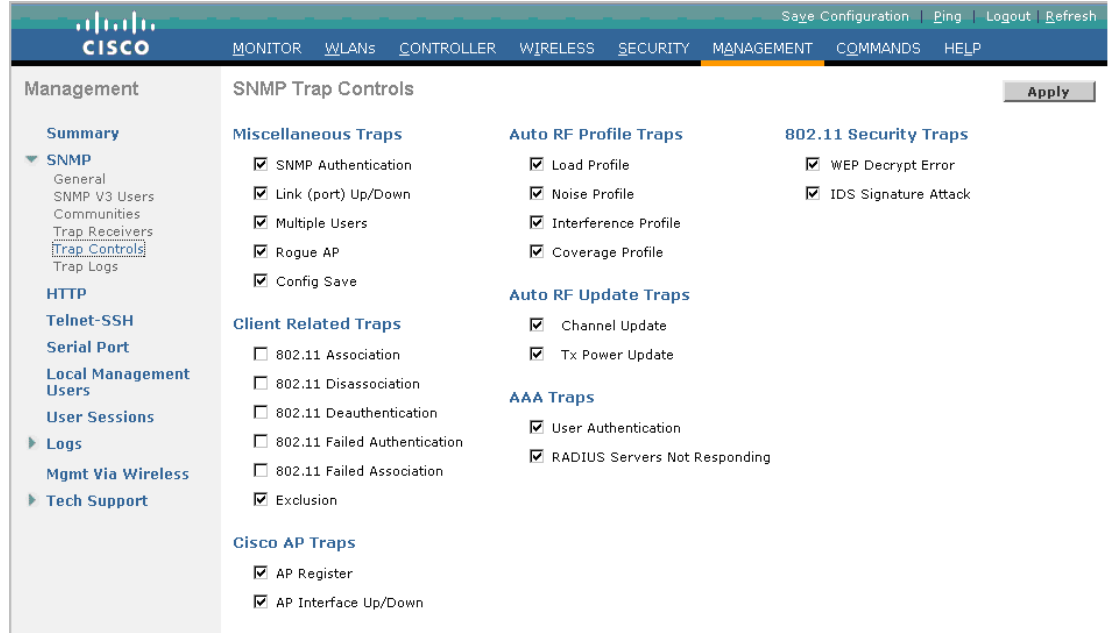 Save Configuration | Ping | Logout | Refresh
CISCO
MONITOR WLANs CONTROLLER WIRELESS SECURITY MANAGEMENT COMMANDS HELP
Management
Summary
SNMP
General
SNMP V3 Users
Communities
Trap Receivers
Trap Controls
Trap Logs
HTTP
Telnet-SSH
Serial Port
Local Management
Users
User Sessions
Logs
Mgmt Via Wireless
Tech Support
SNMP Trap Controls
Apply
Miscellaneous Traps
SNMP Authentication
Link (port) Up/Down
Multiple Users
Rogue AP
Config Save
Client Related Traps
802.11 Association
802.11 Disassociation
802.11 Deauthentication
802.11 Failed Authentication
802.11 Failed Association
Exclusion
Cisco AP Traps
AP Register
AP Interface Up/Down
Auto RF Profile Traps
Load Profile
Noise Profile
Interference Profile
Coverage Profile
Auto RF Update Traps
Channel Update
Tx Power Update
AAA Traps
User Authentication
RADIUS Servers Not Responding
802.11 Security Traps
WEP Decrypt Error
IDS Signature Attack